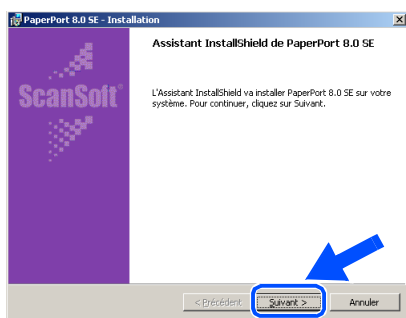 PaperPort 8.0 SE - Installation
Assistant InstallShield de PaperPort 8.0 SE
ScanSoft®
L'Assistant InstallShield va installer PaperPort 8.0 SE sur votre
système. Pour continuer, cliquez sur Suivant.
< Précédent Suivant > Annuler